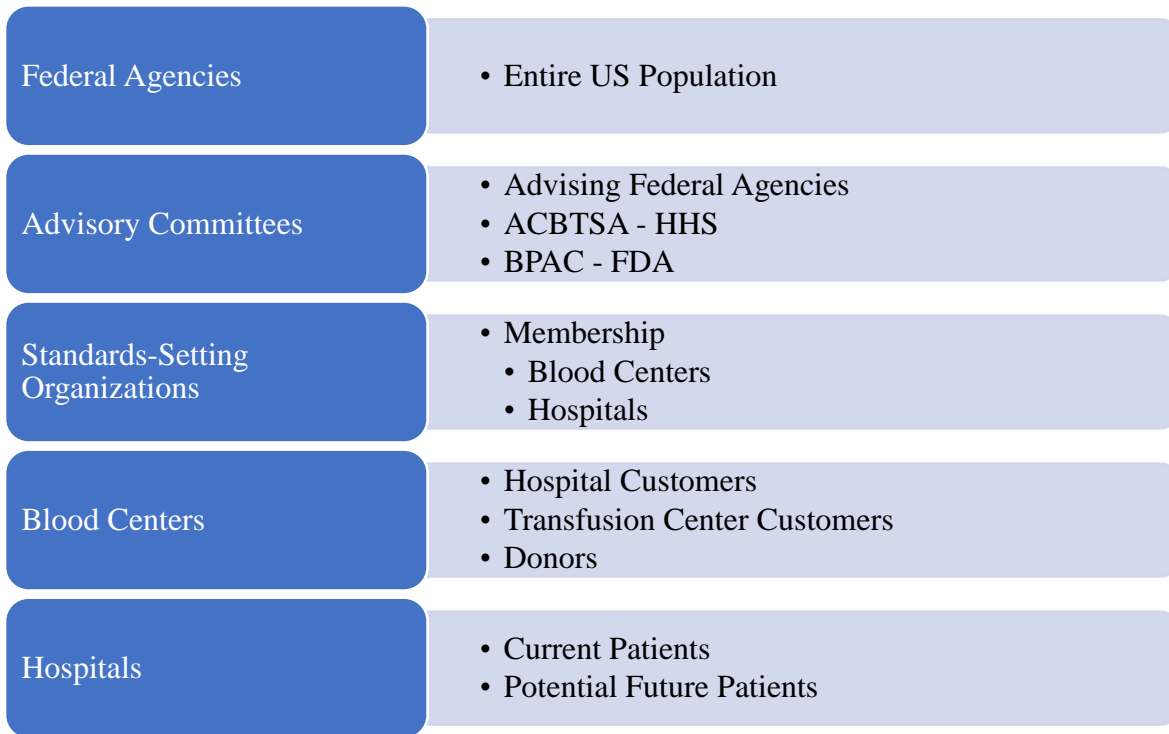 Federal Agencies
• Entire US Population
Advisory Committees
• Advising Federal Agencies
• ACBTSA - HHS
• BPAC - FDA
Standards-Setting
Organizations
• Membership
• Blood Centers
• Hospitals
Blood Centers
• Hospital Customers
• Transfusion Center Customers
• Donors
Hospitals
• Current Patients
• Potential Future Patients